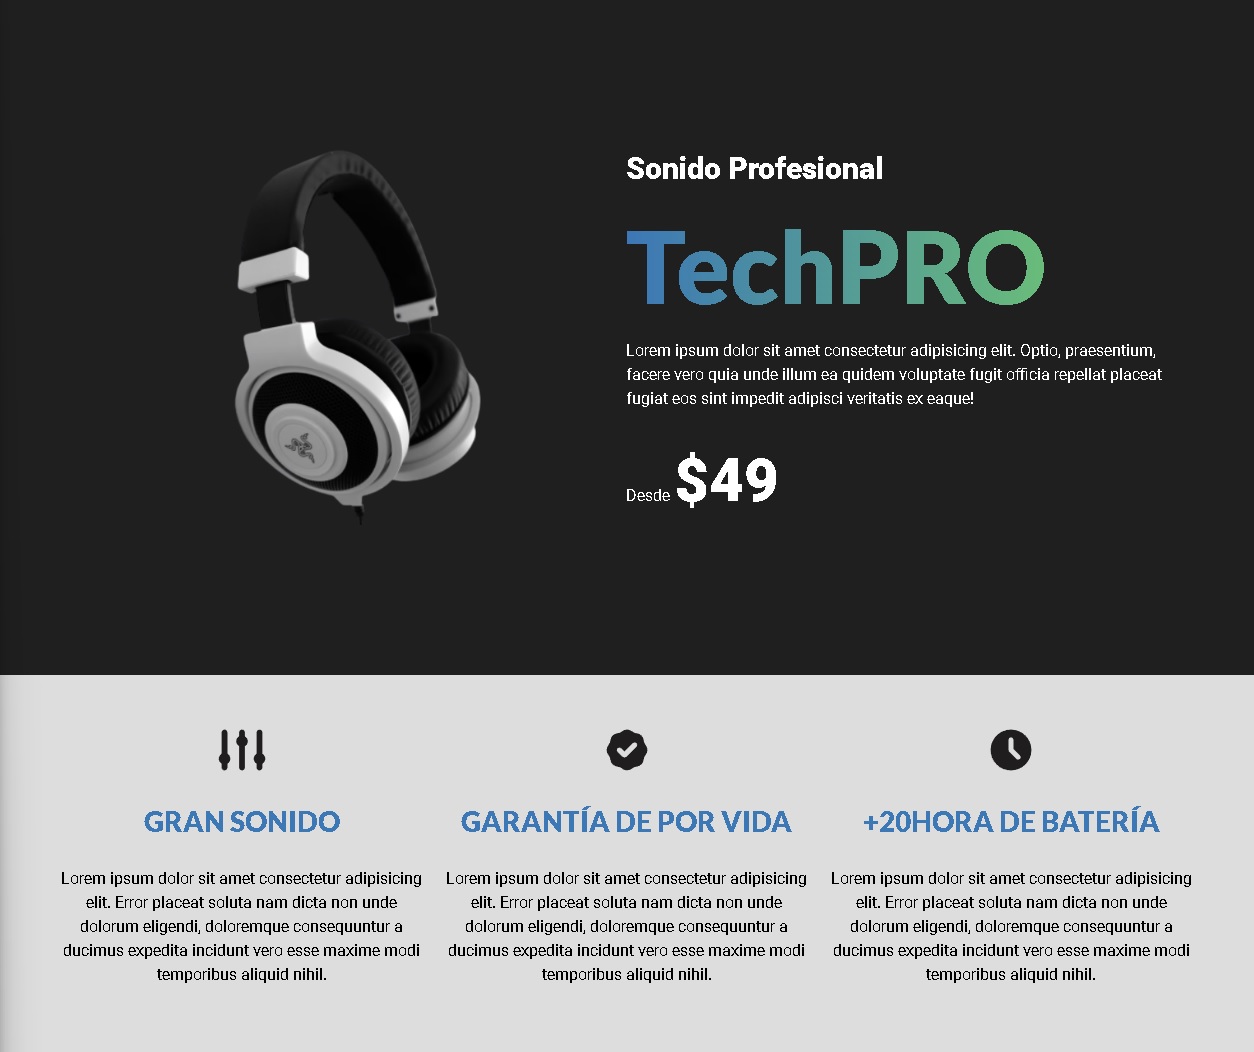 Sonido Profesional
TechPRO
Lorem ipsum dolor sit amet consectetur adipisicing elit. Optio, praesentium,
facere vero quia unde illum ea quidem voluptate fugit officia repellat placeat
fugiat eos sint impedit adipisci veritatis ex eaque!
Desde $49
GRAN SONIDO
Lorem ipsum dolor sit amet consectetur adipisicing
elit. Error placeat soluta nam dicta non unde
dolorum eligendi, doloremque consequuntur a
ducimus expedita incidunt vero esse maxime modi
temporibus aliquid nihil.
GARANTÍA DE POR VIDA
Lorem ipsum dolor sit amet consectetur adipisicing
elit. Error placeat soluta nam dicta non unde
dolorum eligendi, doloremque consequuntur a
ducimus expedita incidunt vero esse maxime modi
temporibus aliquid nihil.
+20HORA DE BATERÍA
Lorem ipsum dolor sit amet consectetur adipisicing
elit. Error placeat soluta nam dicta non unde
dolorum eligendi, doloremque consequuntur a
ducimus expedita incidunt vero esse maxime modi
temporibus aliquid nihil.